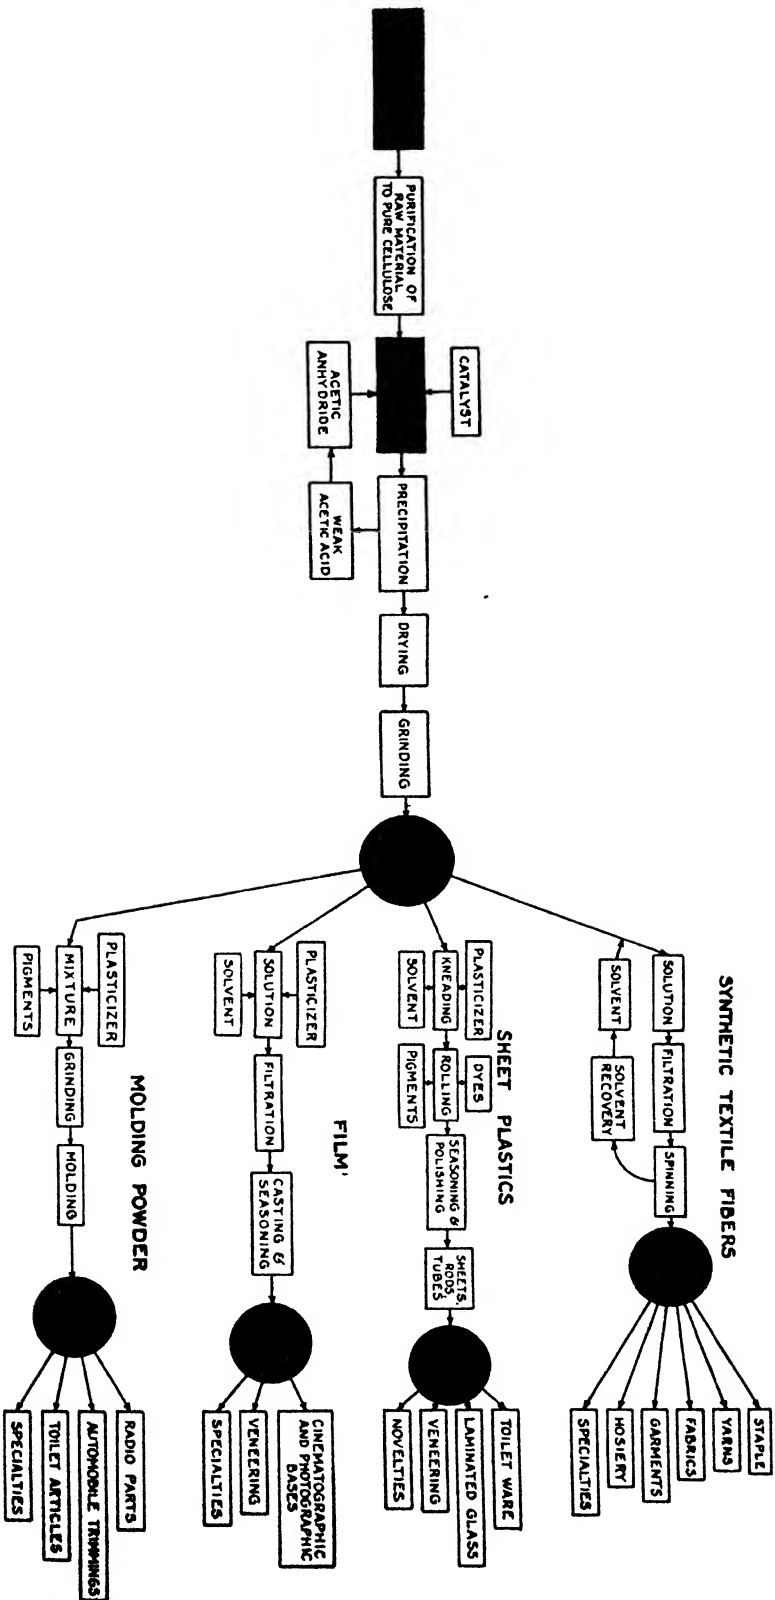 PURIFICATION OF
RAW MATERIAL
TO PURE CELLULOSE
CATALYST
ACETIC
ANHYDRIDE
PRECIPITATION
WEAK
ACETIC ACID
DRYING
GRINDING
SYNTHETIC TEXTILE FIBERS
SOLUTION
FILTRATION
SPINNING
SOLVENT
SOLVENT
RECOVERY
STAPLE
YARNS
FABRICS
GARMENTS
HOSIERY
SPECIALTIES
SHEET PLASTICS
PLASTICIZER
KNEADING
SOLVENT
DYES
ROLLING
PIGMENTS
SEASONING &
POLISHING
SHEETS,
RODS,
TUBES
TOILET WARE
LAMINATED GLASS
VENEERING
NOVELTIES
FILM
PLASTICIZER
SOLUTION
SOLVENT
FILTRATION
CASTING &
SEASONING
CINEMATOGRAPHIC
AND PHOTOGRAPHIC
BASES
VENEERING
SPECIALTIES
MOLDING POWDER
PLASTICIZER
MIXTURE
PIGMENTS
GRINDING
MOLDING
RADIO PARTS
AUTOMOBILE TRIMMINGS
TOILET ARTICLES
SPECIALTIES